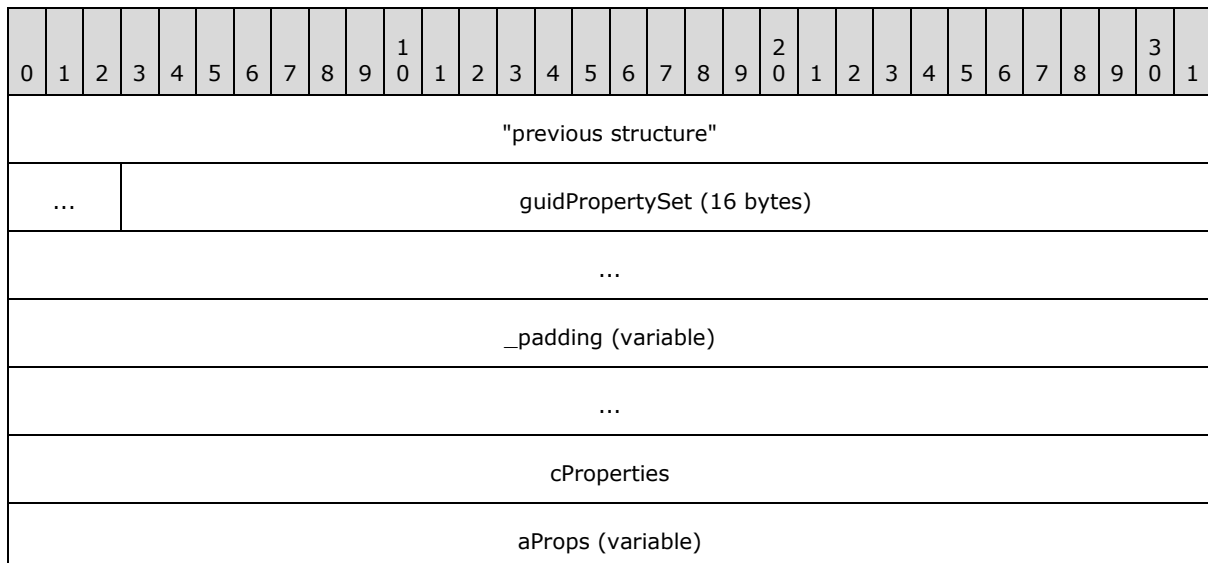 1 2 3
0 1 2 3 4 5 6 7 8 9 0 1 2 3 4 5 6 7 8 9 0 1 2 3 4 5 6 7 8 9 0 1
"previous structure"
... guidPropertySet (16 bytes)
...
_padding (variable)
...
cProperties
aProps (variable)